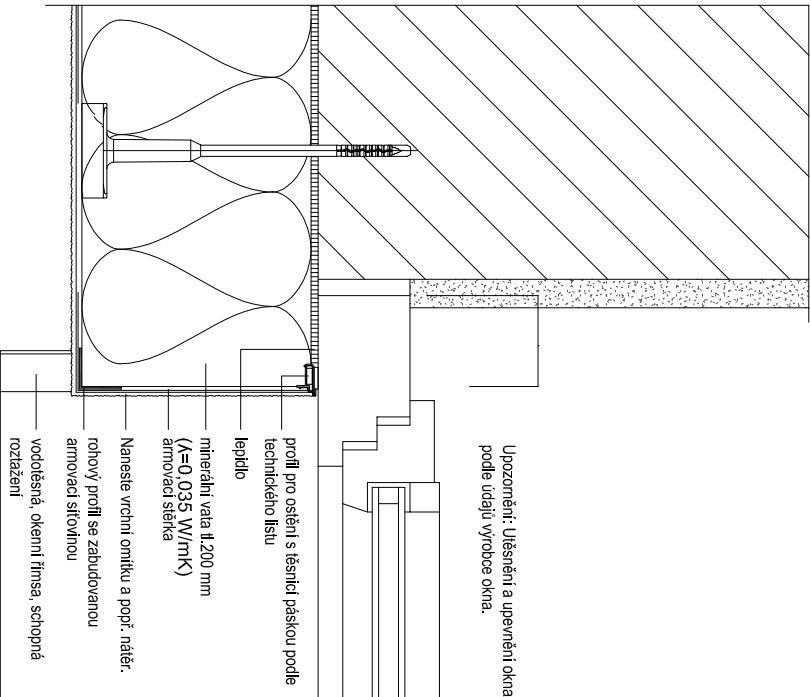 Upozornění: Utěsnění a upevnění okna
podle údajů výrobce okna.
profil pro ostění s těsnicí páskou podle
technického listu
lepidlo
minerální vata tl.200 mm
(λ=0,035 W/mK)
armovací stěrka
Naneste vrchní omítku a popř. nátěr.
rohový profil se zabudovanou
armovací síťovinou
vodotěsná, okenní římsa, schopná
roztažení